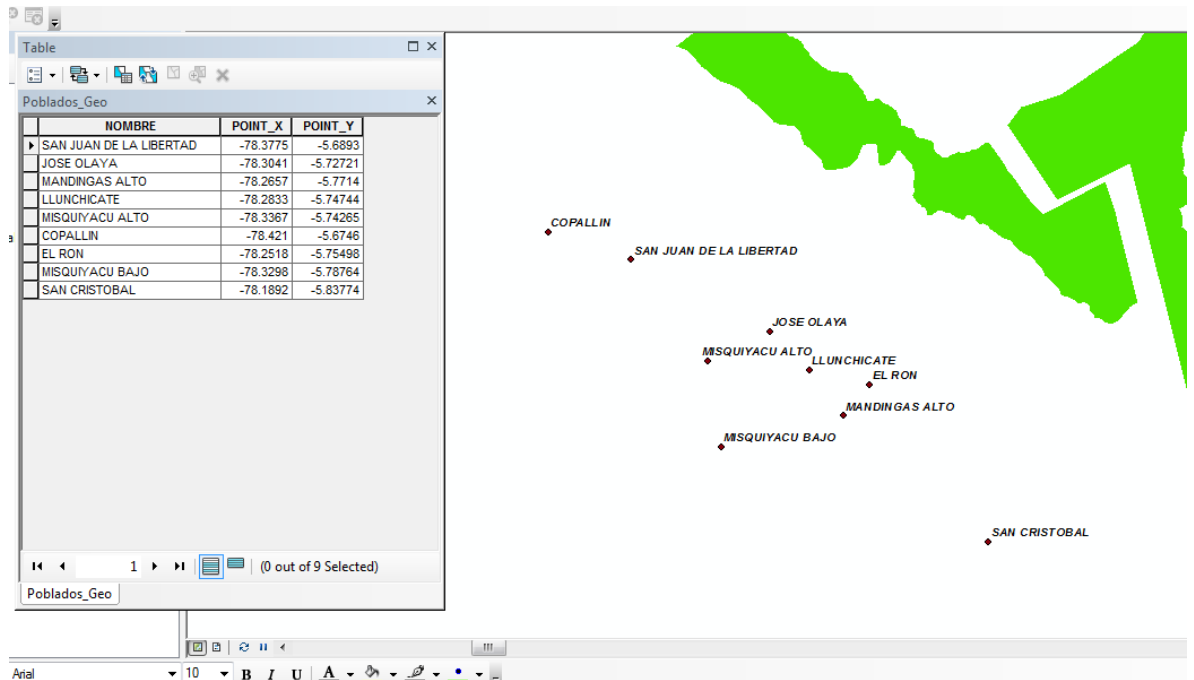 Table
Poblados_Geo
NOMBRE POINT_X POINT_Y
SAN JUAN DE LA LIBERTAD -78.3775 -5.6893
JOSE OLAYA -78.3041 -5.72721
MANDINGAS ALTO -78.2657 -5.7714
LLUNCHICATE -78.2833 -5.74744
MISQUIYACU ALTO -78.3367 -5.74265
COPALLIN -78.421 -5.6746
EL RON -78.2518 -5.75498
MISQUIYACU BAJO -78.3298 -5.78764
SAN CRISTOBAL -78.1892 -5.83774
1 (0 out of 9 Selected)
Poblados_Geo
COPALLIN
SAN JUAN DE LA LIBERTAD
JOSE OLAYA
MISQUIYACU ALTO
LLUNCHICATE
EL RON
MANDINGAS ALTO
MISQUIYACU BAJO
SAN CRISTOBAL
Arial 10 B I U A